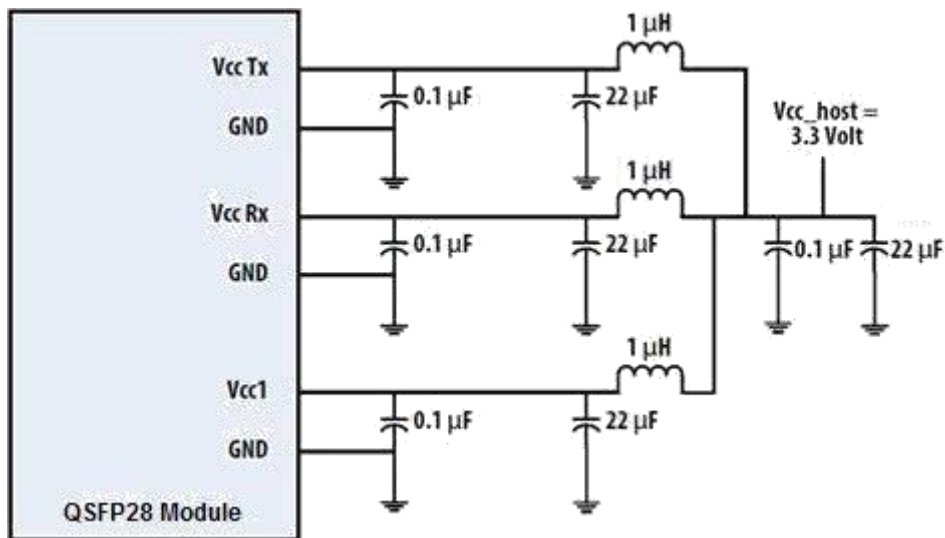 1 μH
Vcc Tx
0.1 μF
22 μF
Vcc_host =
3.3 Volt
GND
1 μH
Vcc Rx
0.1 μF
22 μF
0.1 μF
22 μF
GND
1 μH
Vcc1
0.1 μF
22 μF
GND
QSFP28 Module